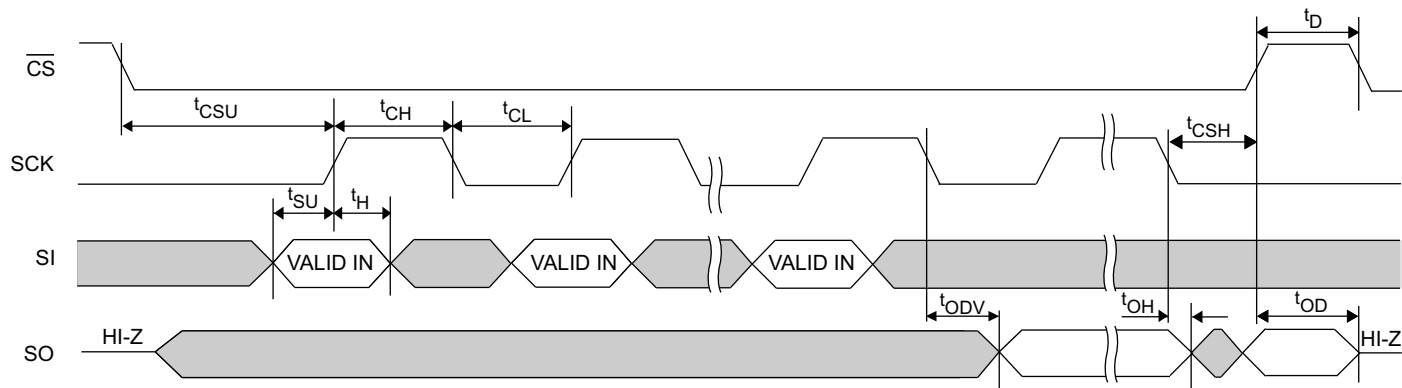 t_D
CS
t_CSU t_CH t_CL
t_CSH
SCK
t_SU t_H
SI VALID IN VALID IN VALID IN
t_ODV t_OH t_OD
HI-Z HI-Z
SO